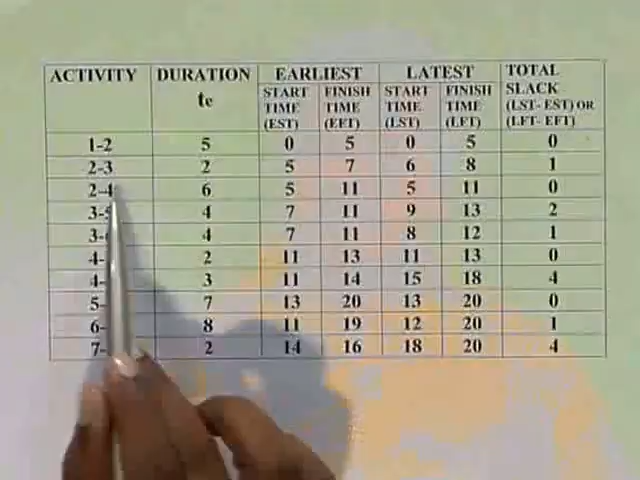 ACTIVITY DURATION te EARLIEST LATEST TOTAL SLACK (LST- EST) OR (LFT- EFT)
START TIME (EST) FINISH TIME (EFT) START TIME (LST) FINISH TIME (LFT)
1-2 5 0 5 0 5 0
2-3 2 5 7 6 8 1
2-4 6 5 11 5 11 0
3- 4 7 11 9 13 2
3- 4 7 11 8 12 1
4- 2 11 13 11 13 0
4- 3 11 14 15 18 4
5- 7 13 20 13 20 0
6- 8 11 19 12 20 1
7- 2 14 16 18 20 4